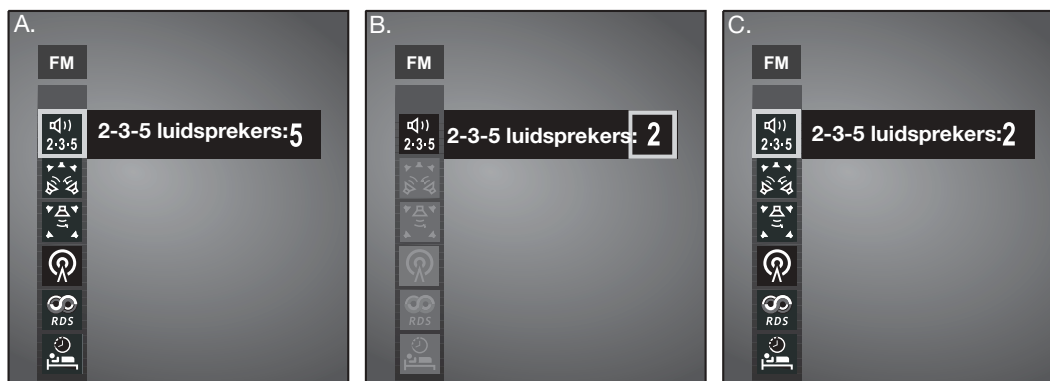 A.
FM
2·3·5
2-3-5 luidsprekers:5
RDS
B.
FM
2·3·5
2-3-5 luidsprekers: 2
RDS
C.
FM
2·3·5
2-3-5 luidsprekers:2
RDS